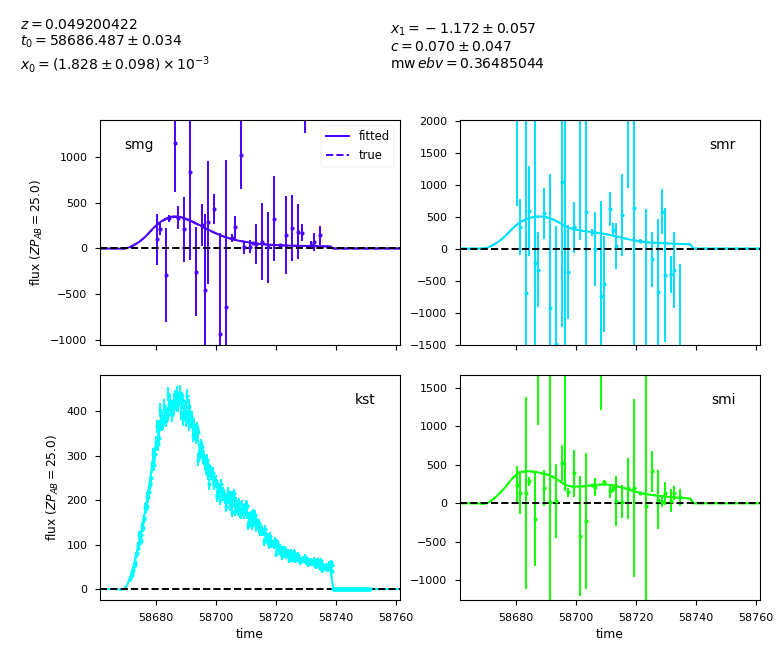 z = 0.049200422
t₀ = 58686.487 ± 0.034
x₀ = (1.828 ± 0.098) × 10⁻³
x₁ = −1.172 ± 0.057
c = 0.070 ± 0.047
mw ebv = 0.36485044
smg
fitted
true
1000
500
0
−500
−1000
flux (ZP_AB = 25.0)
smr
2000
1500
1000
500
0
−500
−1000
−1500
kst
400
300
200
100
0
flux (ZP_AB = 25.0)
58680 58700 58720 58740 58760
time
smi
1500
1000
500
0
−500
−1000
58680 58700 58720 58740 58760
time